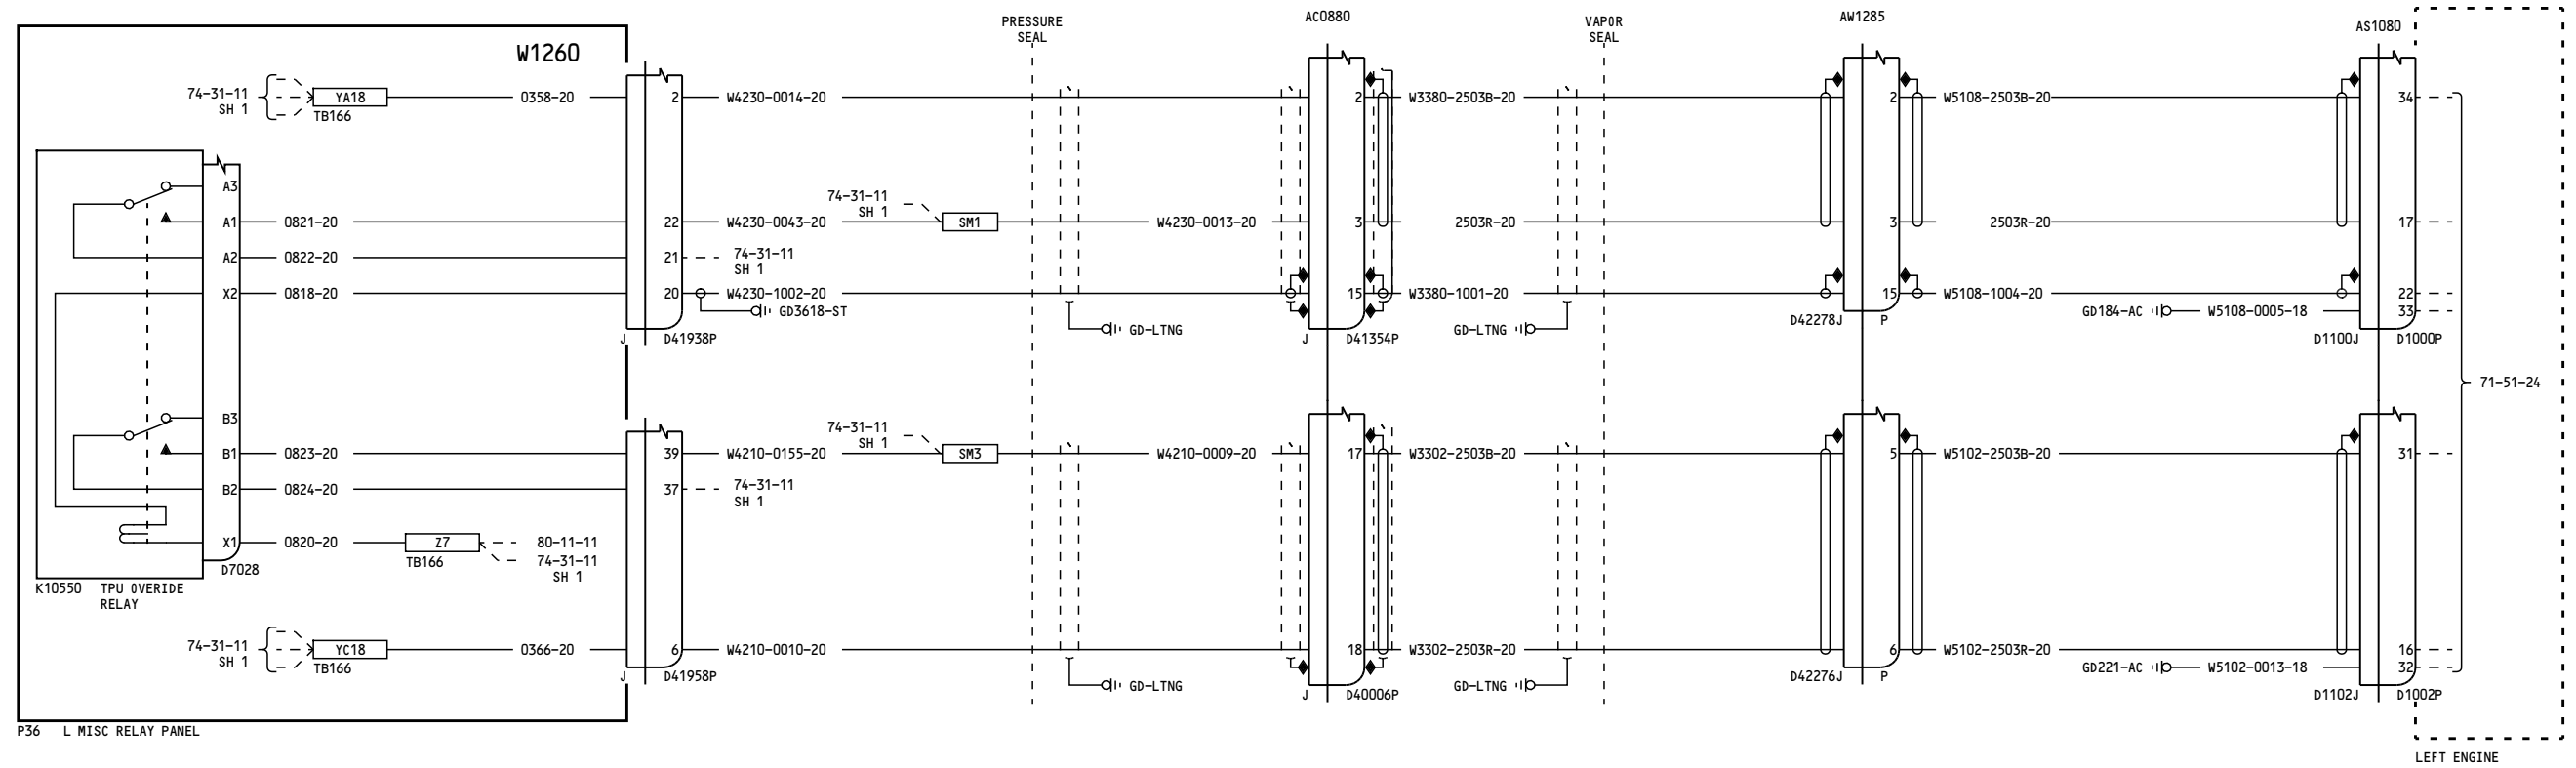 PRESSURE
SEAL
AC0880
VAPOR
SEAL
AW1285
AS1080
W1260
74-31-11
SH 1
YA18
TB166
0358-20
2
W4230-0014-20
2
W3380-2503B-20
2
W5108-2503B-20
34
A3
74-31-11
SH 1
A1
0821-20
22
W4230-0043-20
SM1
W4230-0013-20
3
2503R-20
3
2503R-20
17
A2
0822-20
21
74-31-11
SH 1
X2
0818-20
20
W4230-1002-20
15
W3380-1001-20
15
W5108-1004-20
22
GD3618-ST
GD184-AC
W5108-0005-18
33
GD-LTNG
GD-LTNG
D42278J
P
J
D41938P
J
D41354P
D1100J
D1000P
71-51-24
B3
74-31-11
SH 1
B1
0823-20
39
W4210-0155-20
SM3
W4210-0009-20
17
W3302-2503B-20
5
W5102-2503B-20
31
B2
0824-20
37
74-31-11
SH 1
X1
0820-20
Z7
TB166
80-11-11
74-31-11
SH 1
D7028
K10550
TPU OVERIDE
RELAY
74-31-11
SH 1
YC18
TB166
0366-20
6
W4210-0010-20
18
W3302-2503R-20
6
W5102-2503R-20
16
GD221-AC
W5102-0013-18
32
J
D41958P
GD-LTNG
GD-LTNG
D42276J
P
J
D40006P
D1102J
D1002P
P36
L MISC RELAY PANEL
LEFT ENGINE